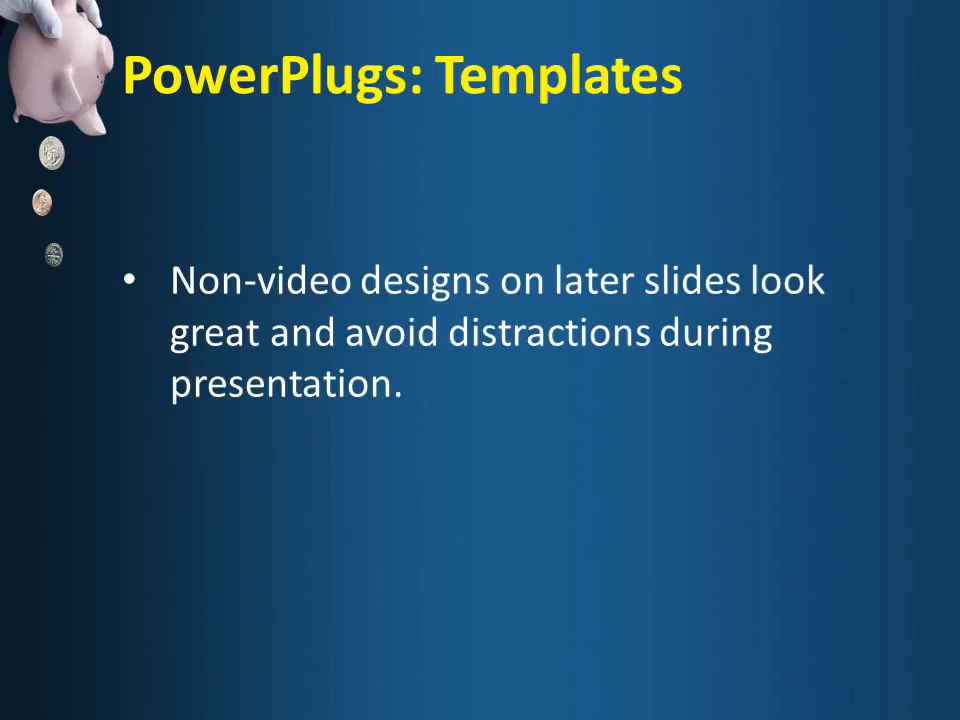 PowerPlugs: Templates
• Non-video designs on later slides look
great and avoid distractions during
presentation.